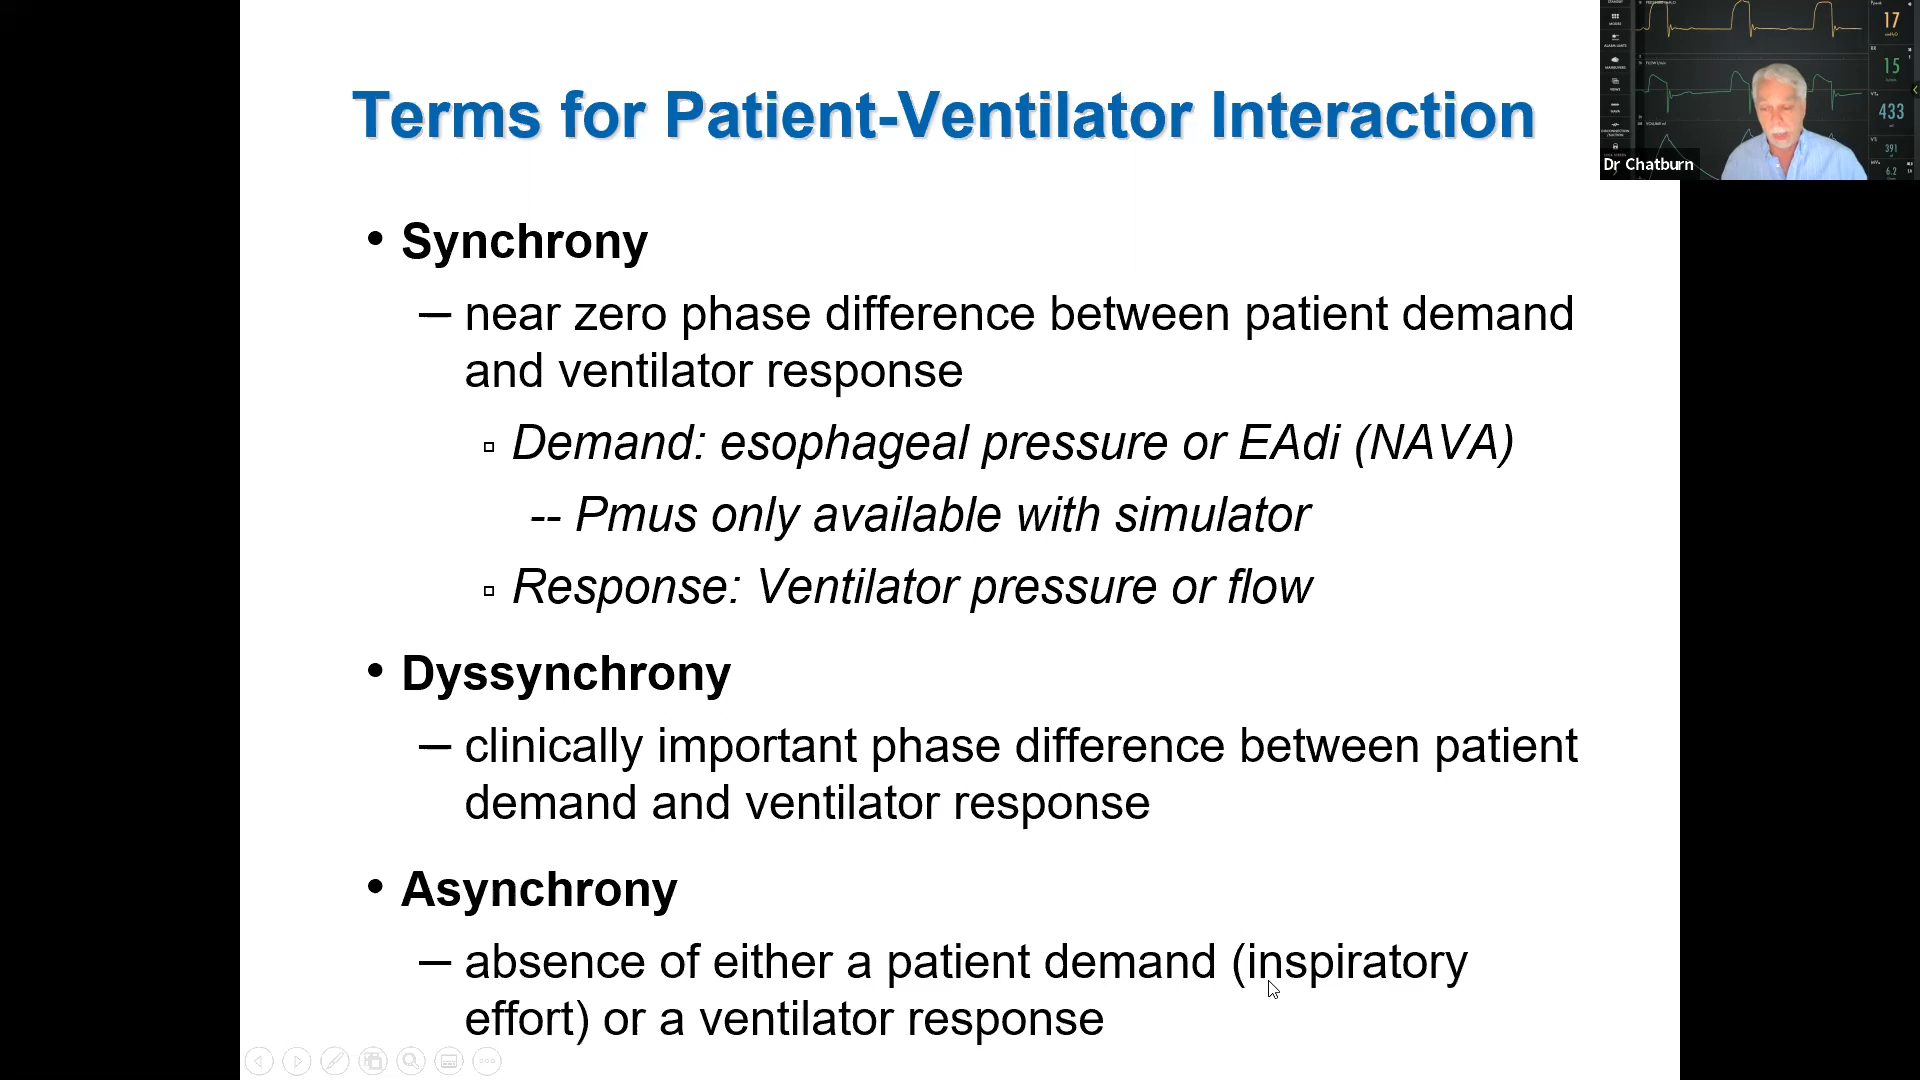 Terms for Patient-Ventilator Interaction
• Synchrony
– near zero phase difference between patient demand
and ventilator response
▫ Demand: esophageal pressure or EAdi (NAVA)
-- Pmus only available with simulator
▫ Response: Ventilator pressure or flow
• Dyssynchrony
– clinically important phase difference between patient
demand and ventilator response
• Asynchrony
– absence of either a patient demand (inspiratory
effort) or a ventilator response
17
15
433
391
6.2
Dr Chatburn